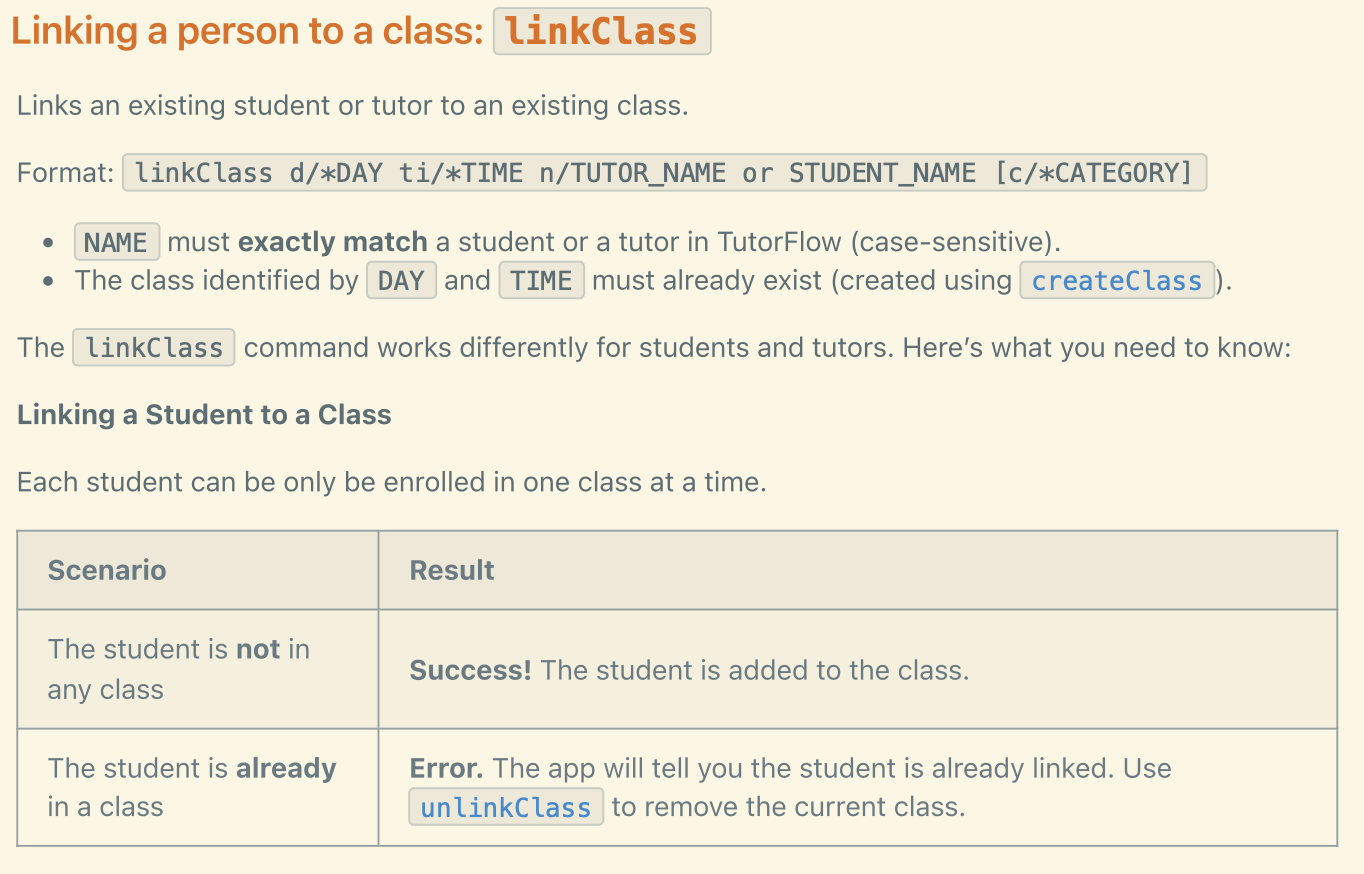 Linking a person to a class: linkClass
Links an existing student or tutor to an existing class.
Format: linkClass d/*DAY ti/*TIME n/TUTOR_NAME or STUDENT_NAME [c/*CATEGORY]
• NAME must exactly match a student or a tutor in TutorFlow (case-sensitive).
• The class identified by DAY and TIME must already exist (created using createClass).
The linkClass command works differently for students and tutors. Here’s what you need to know:
Linking a Student to a Class
Each student can be only be enrolled in one class at a time.
Scenario
Result
The student is not in
any class
Success! The student is added to the class.
The student is already
in a class
Error. The app will tell you the student is already linked. Use
unlinkClass to remove the current class.